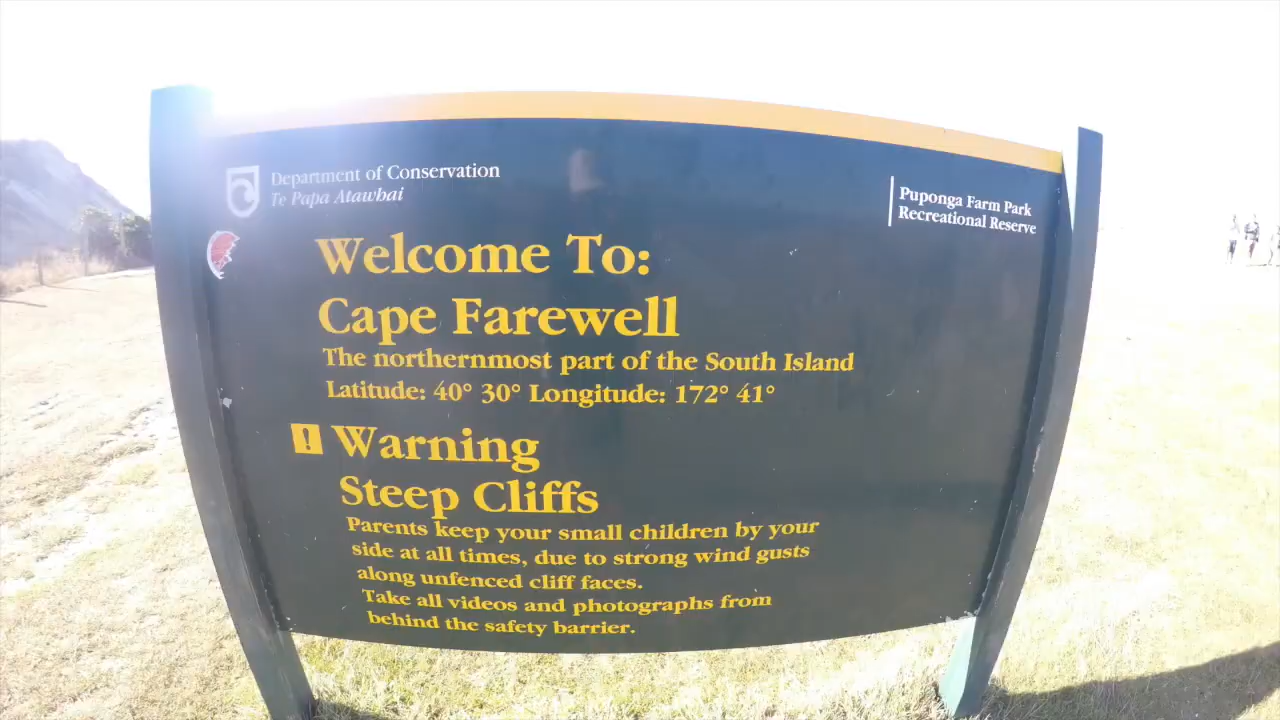 Department of Conservation
Te Papa Atawhai
Puponga Farm Park
Recreational Reserve
Welcome To:
Cape Farewell
The northernmost part of the South Island
Latitude: 40° 30° Longitude: 172° 41°
! Warning
Steep Cliffs
Parents keep your small children by your
side at all times, due to strong wind gusts
along unfenced cliff faces.
Take all videos and photographs from
behind the safety barrier.